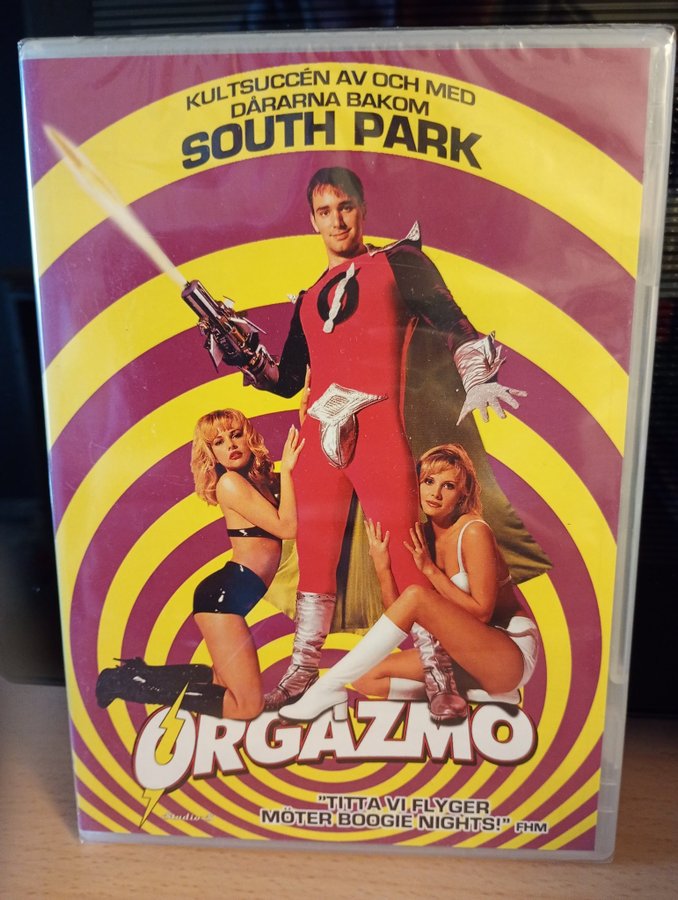 KULTSUCCÉN AV OCH MED
DÅRARNA BAKOM
SOUTH PARK
ORGAZMO
"TITTA VI FLYGER
MÖTER BOOGIE NIGHTS!" FHM